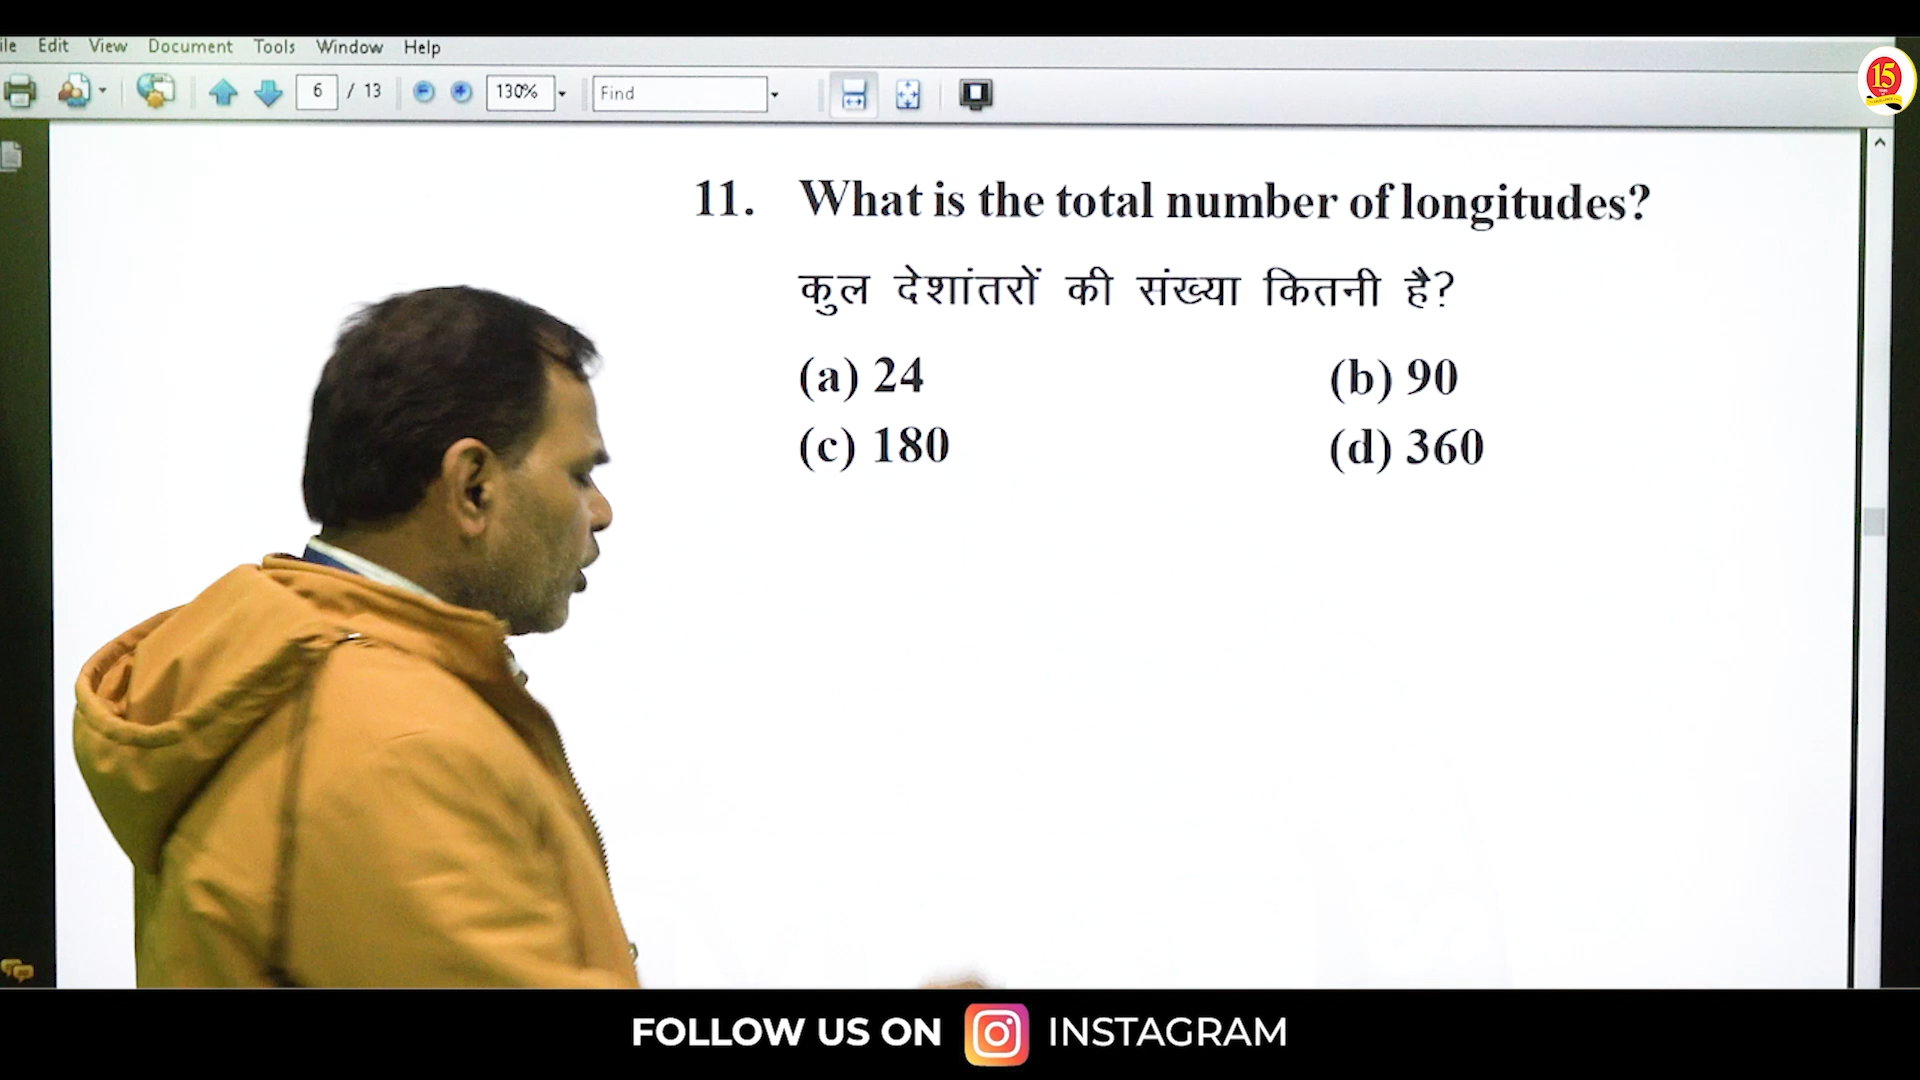 Edit View Document Tools Window Help
6 / 13 130% Find
15
11. What is the total number of longitudes?
कुल देशांतरों की संख्या कितनी है?
(a) 24 (b) 90
(c) 180 (d) 360
FOLLOW US ON INSTAGRAM